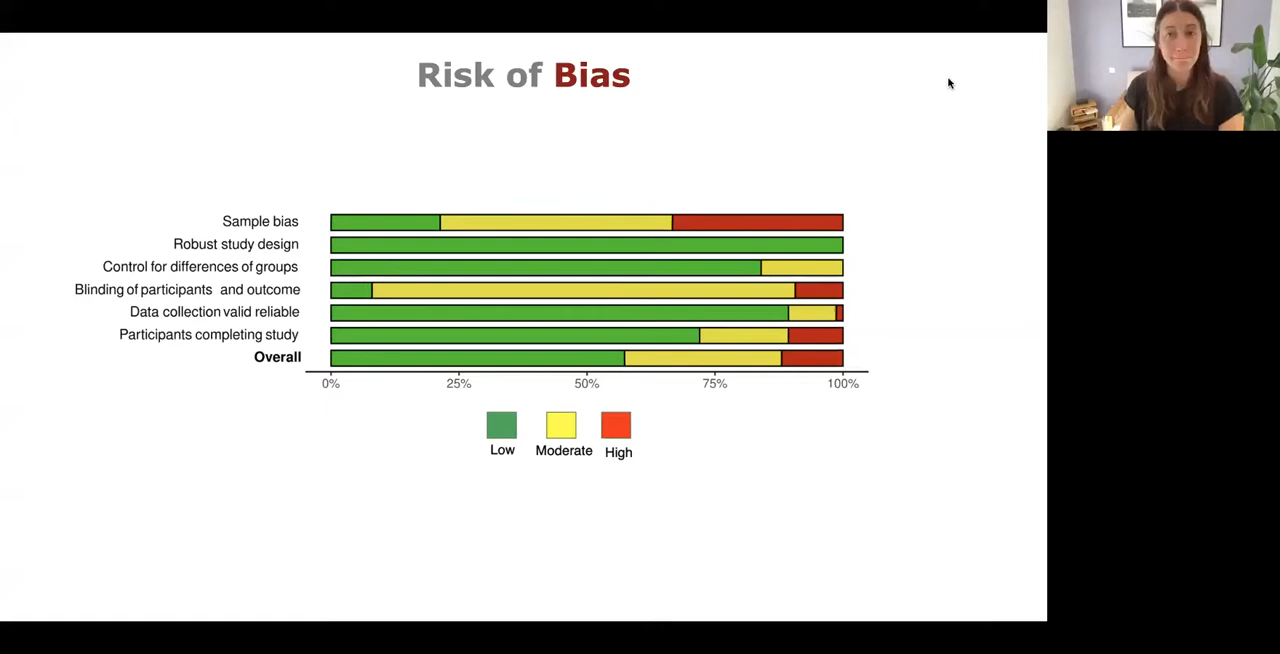 Risk of Bias
Sample bias
Robust study design
Control for differences of groups
Blinding of participants and outcome
Data collection valid reliable
Participants completing study
Overall
0% 25% 50% 75% 100%
Low Moderate High